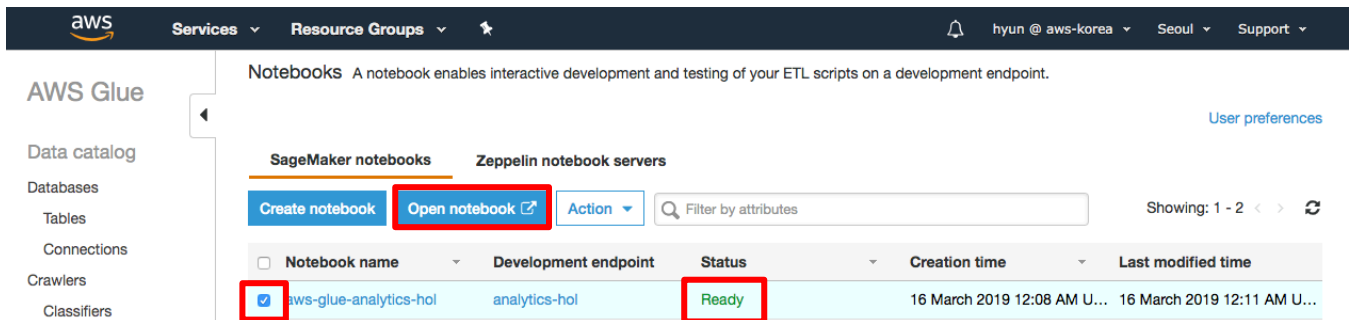 aws
Services Resource Groups hyun @ aws-korea Seoul Support
AWS Glue
Notebooks A notebook enables interactive development and testing of your ETL scripts on a development endpoint.
User preferences
Data catalog
SageMaker notebooks Zeppelin notebook servers
Databases
Create notebook Open notebook Action Filter by attributes Showing: 1 - 2 < >
Tables
Connections
Notebook name Development endpoint Status Creation time Last modified time
Crawlers
aws-glue-analytics-hol analytics-hol Ready 16 March 2019 12:08 AM U... 16 March 2019 12:11 AM U...
Classifiers